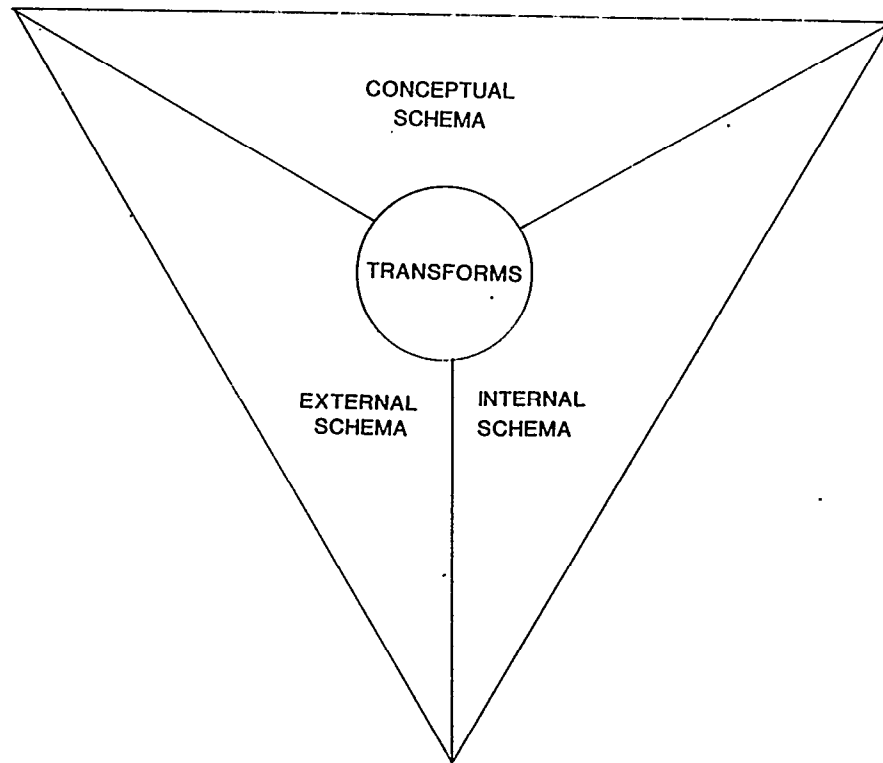 CONCEPTUAL
SCHEMA
TRANSFORMS
EXTERNAL
SCHEMA
INTERNAL
SCHEMA